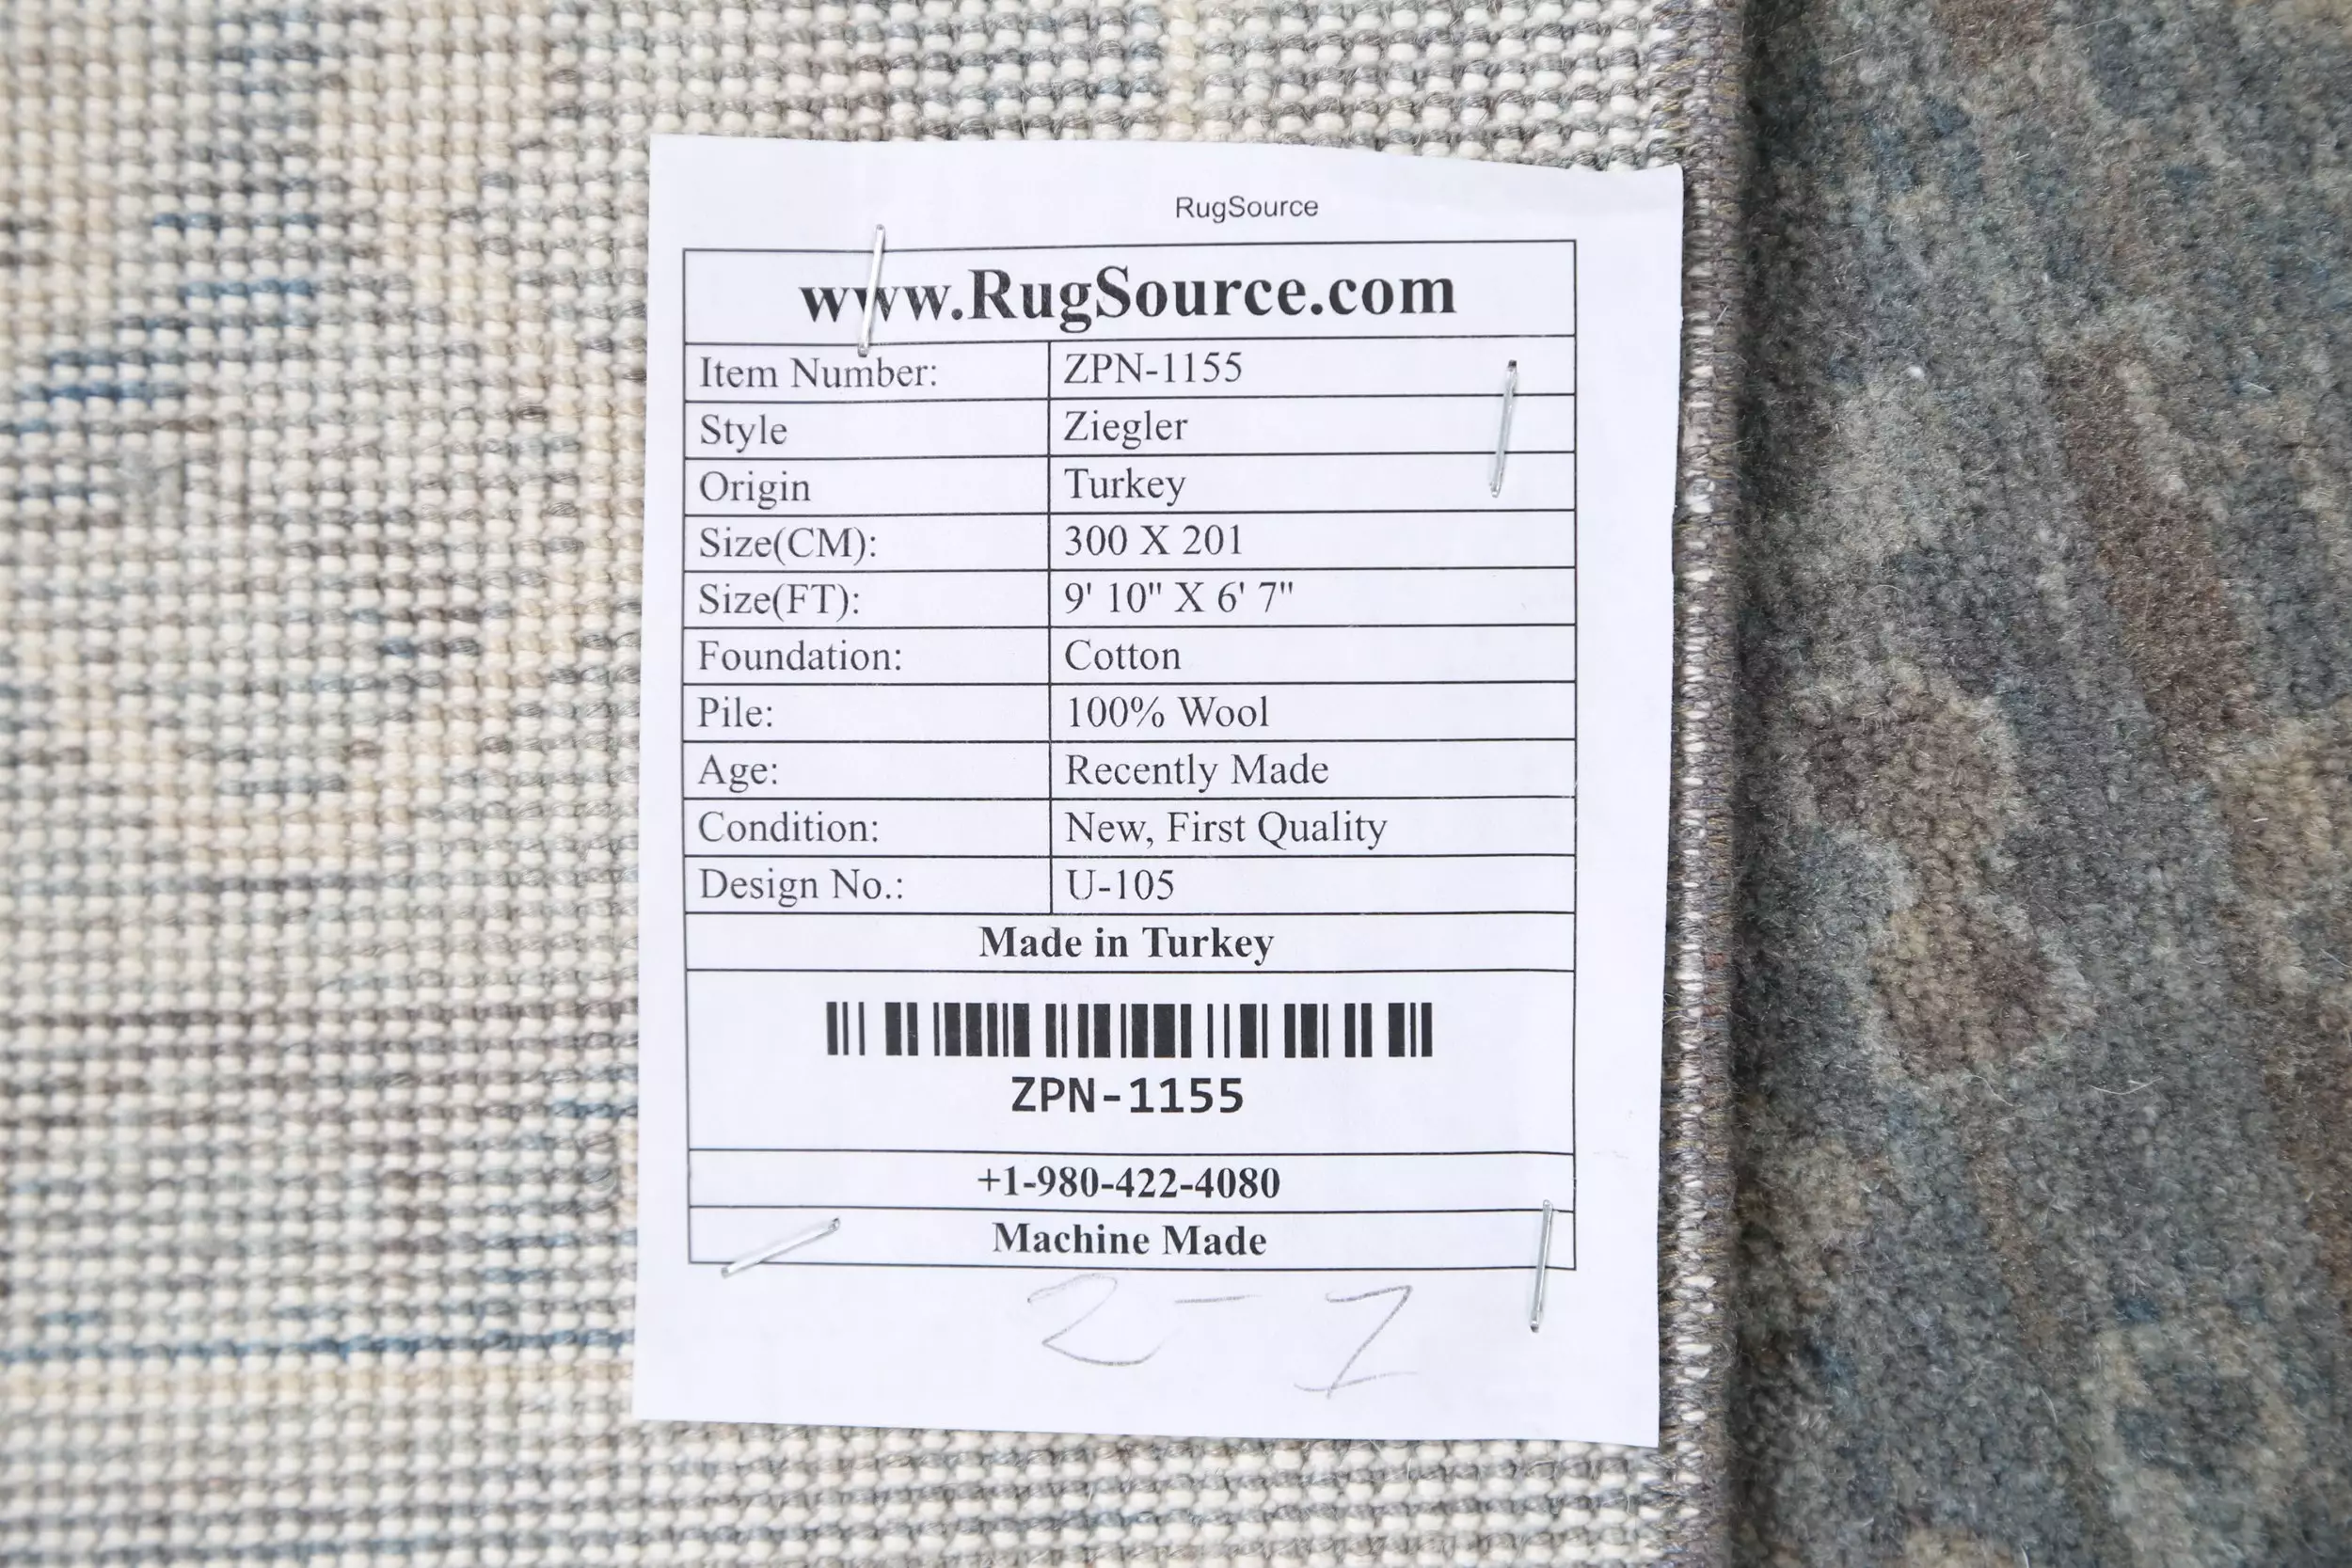 RugSource
www.RugSource.com
Item Number: ZPN-1155
Style Ziegler
Origin Turkey
Size(CM): 300 X 201
Size(FT): 9' 10" X 6' 7"
Foundation: Cotton
Pile: 100% Wool
Age: Recently Made
Condition: New, First Quality
Design No.: U-105
Made in Turkey
ZPN-1155
+1-980-422-4080
Machine Made
2 - 1